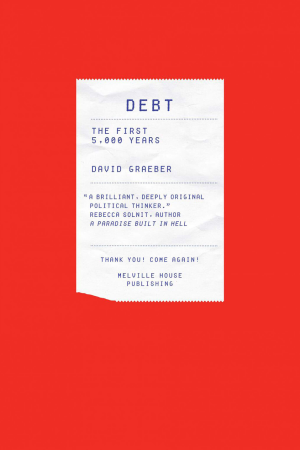 DEBT
THE FIRST
5,000 YEARS
DAVID GRAEBER
"A BRILLIANT, DEEPLY ORIGINAL
POLITICAL THINKER."
REBECCA SOLNIT, AUTHOR
A PARADISE BUILT IN HELL
THANK YOU! COME AGAIN!
MELVILLE HOUSE
PUBLISHING